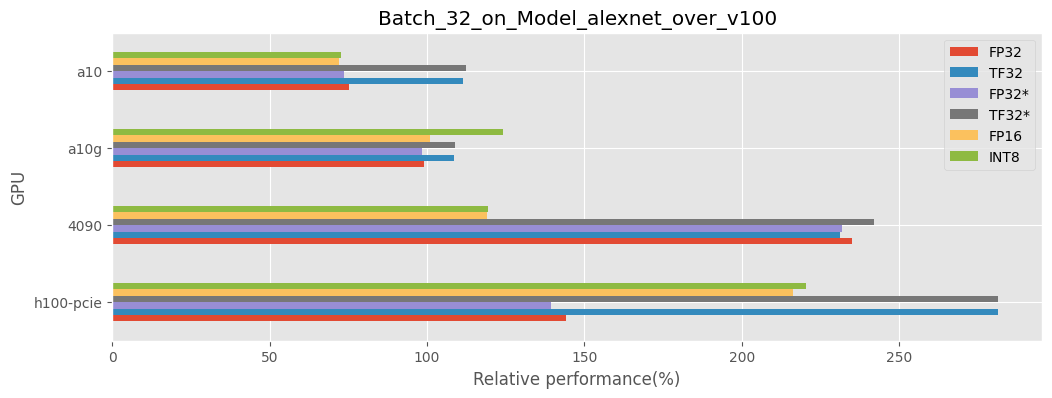 Batch_32_on_Model_alexnet_over_v100
FP32
TF32
FP32*
TF32*
FP16
INT8
GPU
a10
a10g
4090
h100-pcie
0 50 100 150 200 250
Relative performance(%)